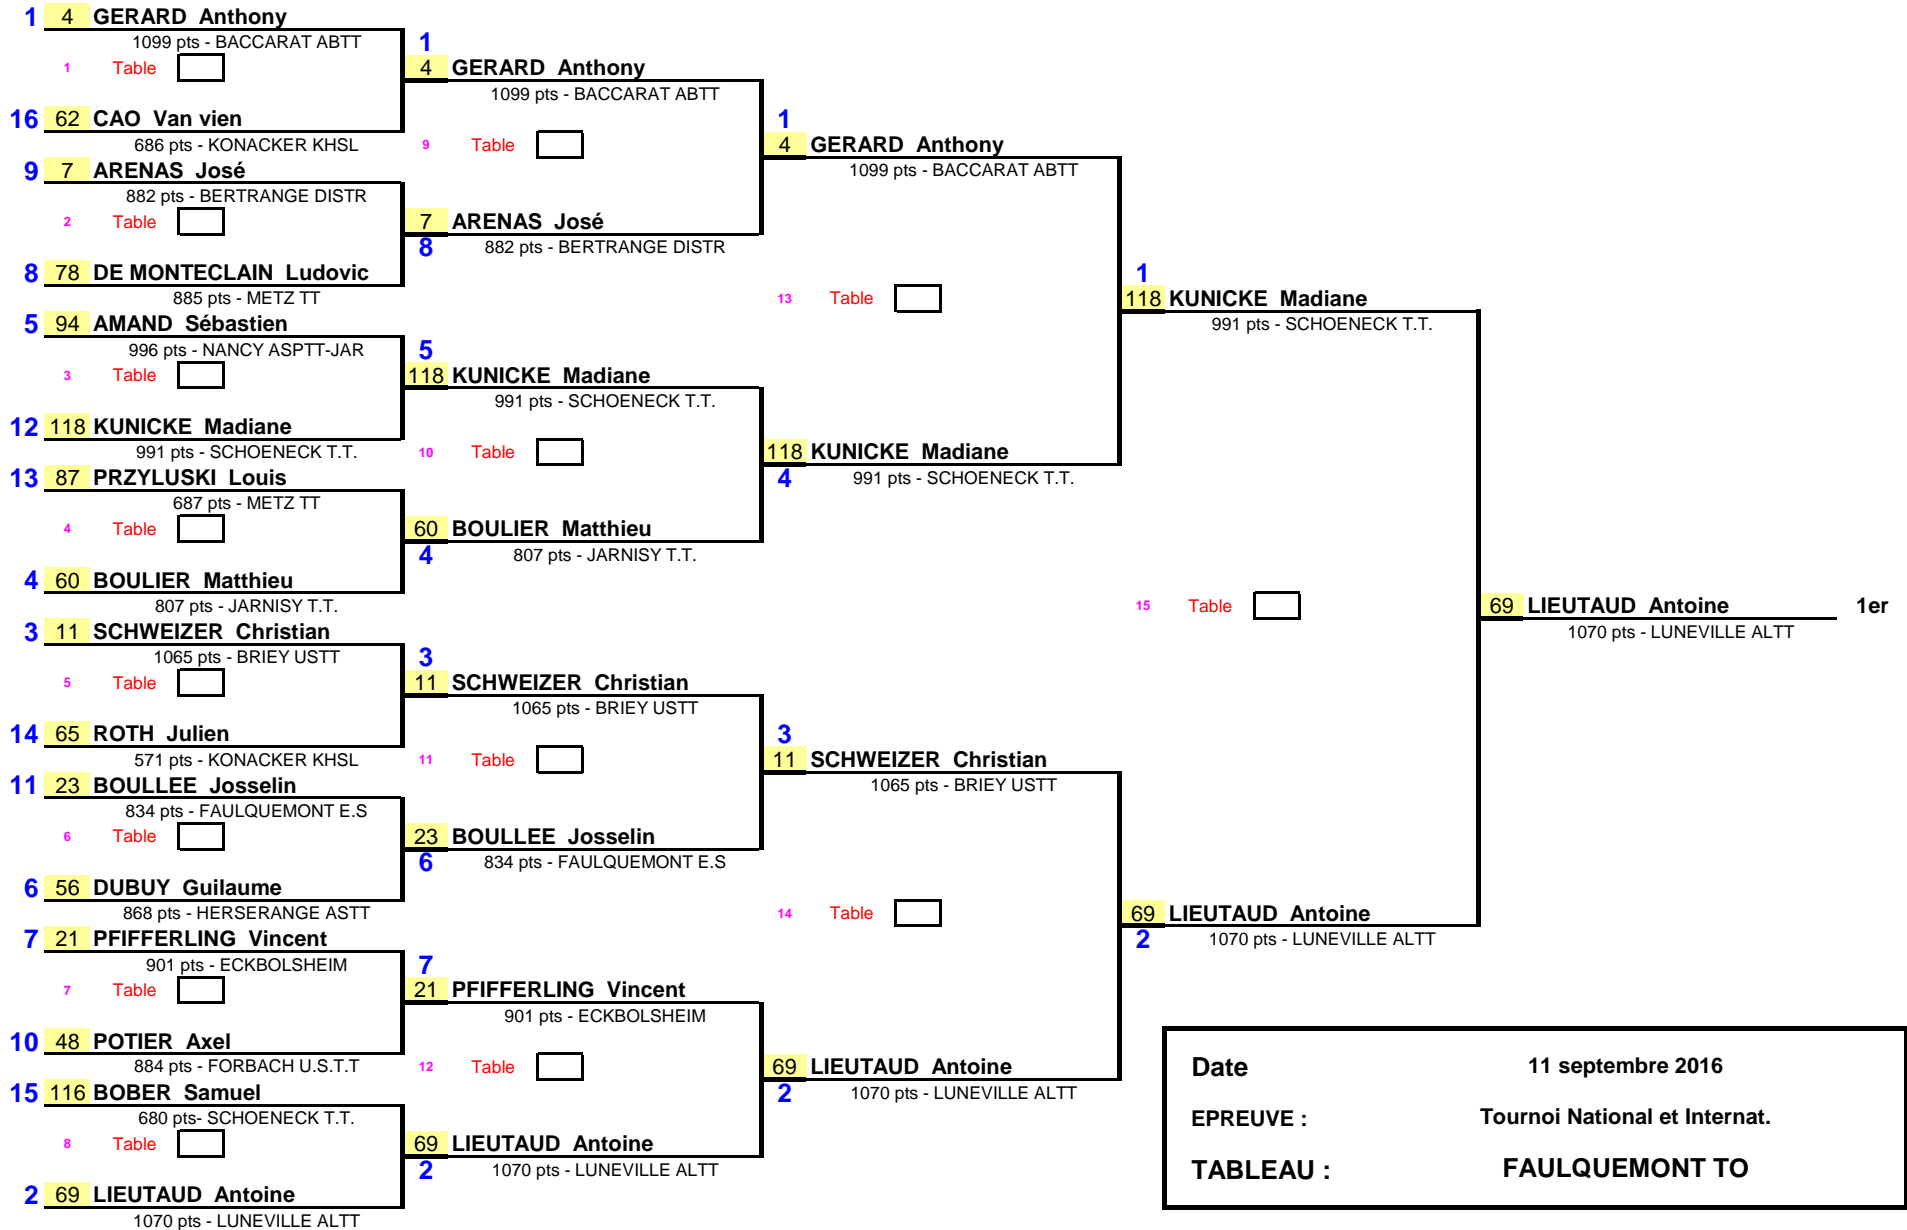 1 4 GERARD Anthony
1099 pts - BACCARAT ABTT
1 Table
16 62 CAO Van vien
686 pts - KONACKER KHSL
9 7 ARENAS José
882 pts - BERTRANGE DISTR
2 Table
8 78 DE MONTECLAIN Ludovic
885 pts - METZ TT
5 94 AMAND Sébastien
996 pts - NANCY ASPTT-JAR
3 Table
12 118 KUNICKE Madiane
991 pts - SCHOENECK T.T.
13 87 PRZYLUSKI Louis
687 pts - METZ TT
4 Table
4 60 BOULIER Matthieu
807 pts - JARNISY T.T.
3 11 SCHWEIZER Christian
1065 pts - BRIEY USTT
5 Table
14 65 ROTH Julien
571 pts - KONACKER KHSL
11 23 BOULLEE Josselin
834 pts - FAULQUEMONT E.S
6 Table
6 56 DUBUY Guilaume
868 pts - HERSERANGE ASTT
7 21 PFIFFERLING Vincent
901 pts - ECKBOLSHEIM
7 Table
10 48 POTIER Axel
884 pts - FORBACH U.S.T.T
15 116 BOBER Samuel
680 pts- SCHOENECK T.T.
8 Table
2 69 LIEUTAUD Antoine
1070 pts - LUNEVILLE ALTT
1
4 GERARD Anthony
1099 pts - BACCARAT ABTT
9 Table
7 ARENAS José
8
882 pts - BERTRANGE DISTR
5
118 KUNICKE Madiane
991 pts - SCHOENECK T.T.
10 Table
60 BOULIER Matthieu
4
807 pts - JARNISY T.T.
3
11 SCHWEIZER Christian
1065 pts - BRIEY USTT
11 Table
23 BOULLEE Josselin
6
834 pts - FAULQUEMONT E.S
7
21 PFIFFERLING Vincent
901 pts - ECKBOLSHEIM
12 Table
69 LIEUTAUD Antoine
2
1070 pts - LUNEVILLE ALTT
1
4 GERARD Anthony
1099 pts - BACCARAT ABTT
13 Table
118 KUNICKE Madiane
4
991 pts - SCHOENECK T.T.
3
11 SCHWEIZER Christian
1065 pts - BRIEY USTT
14 Table
69 LIEUTAUD Antoine
2
1070 pts - LUNEVILLE ALTT
1
118 KUNICKE Madiane
991 pts - SCHOENECK T.T.
15 Table
69 LIEUTAUD Antoine
2
1070 pts - LUNEVILLE ALTT
69 LIEUTAUD Antoine 1er
1070 pts - LUNEVILLE ALTT
Date 11 septembre 2016
EPREUVE : Tournoi National et Internat.
TABLEAU : FAULQUEMONT TO